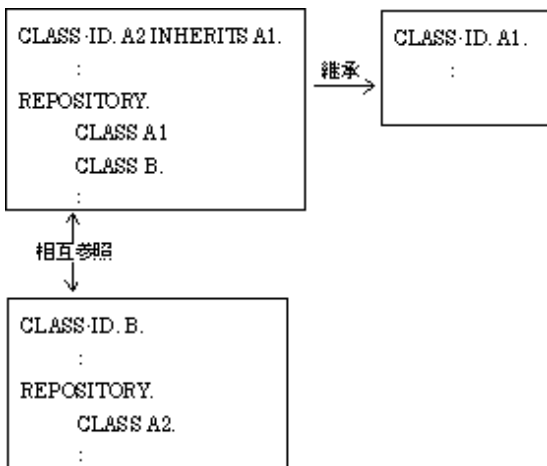 CLASS-ID. A2 INHERITS A1.
:
REPOSITORY.
CLASS A1
CLASS B.
:
継承
CLASS-ID. A1.
:
相互参照
CLASS-ID. B.
:
REPOSITORY.
CLASS A2.
: